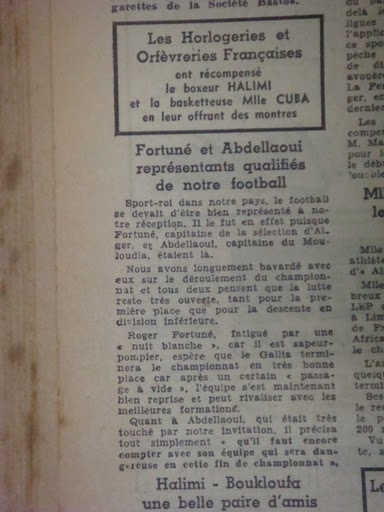 garettes de la Société Bastos.
Les Horlogeries et
Orfèvreries Françaises
ont récompensé
le boxeur HALIMI
et la basketteuse Mlle CUBA
en leur offrant des montres
Fortuné et Abdellaoui
représentants qualifiés
de notre football
Sport-roi dans notre pays, le football
se devait d'être bien représenté à no-
tre réception. Il le fut en effet puisque
Fortuné, capitaine de la sélection d'Al-
ger, et Abdellaoui, capitaine du Mou-
loudia, étaient là.
Nous avons longuement bavardé avec
eux sur le déroulement du champion-
nat et tous deux pensent que la lutte
reste très ouverte, tant pour la pre-
mière place que pour la descente en
division inférieure.
Roger Fortuné, fatigué par une
« nuit blanche », car il est sapeur-
pompier, espère que le Gallia termi-
nera le championnat en très bonne
place car après un certain « passa-
ge à vide », l'équipe s'est maintenant
bien reprise et peut rivaliser avec les
meilleures formations.
Quant à Abdellaoui, qui était très
touché par notre invitation, il précisa
tout simplement « qu'il faut encore
compter avec son équipe qui sera dan-
gereuse en cette fin de championnat ».
Halimi - Boukloufa
une belle paire d'amis